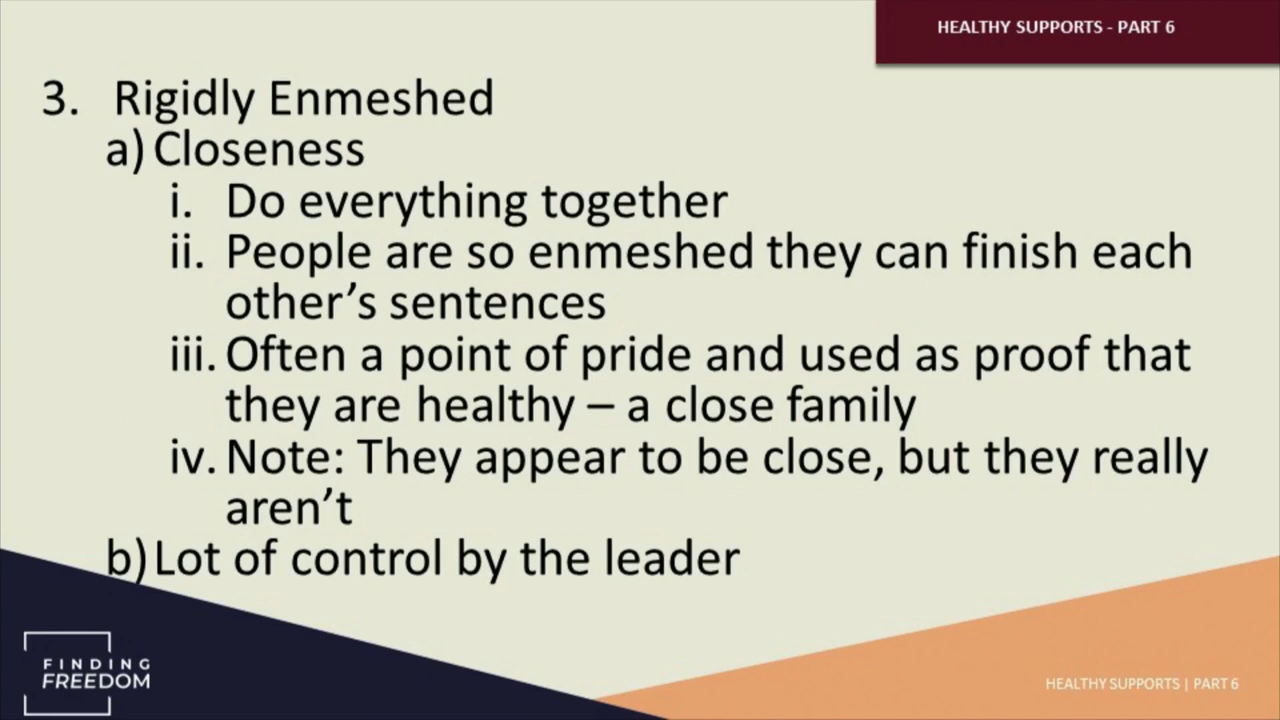 HEALTHY SUPPORTS - PART 6
3. Rigidly Enmeshed
a) Closeness
i. Do everything together
ii. People are so enmeshed they can finish each
other’s sentences
iii. Often a point of pride and used as proof that
they are healthy – a close family
iv. Note: They appear to be close, but they really
aren’t
b) Lot of control by the leader
FINDING
FREEDOM
HEALTHY SUPPORTS | PART 6